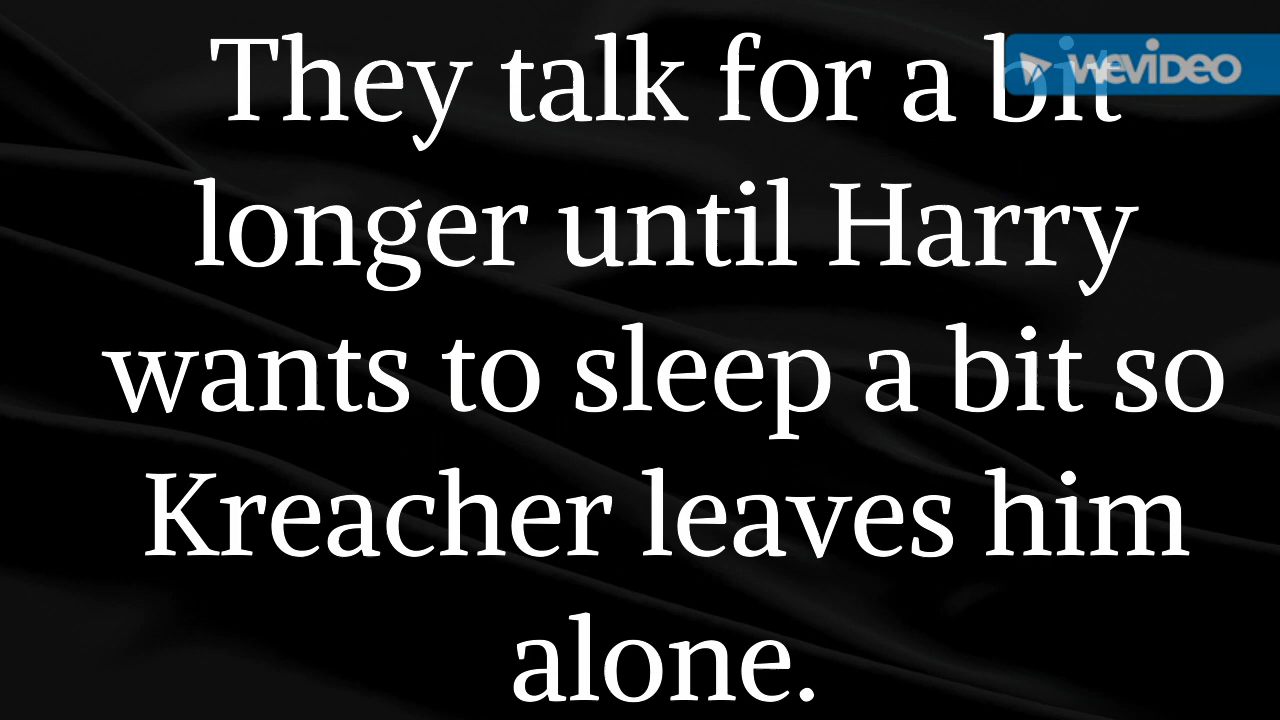 They talk for a bit
WEVIDEO
longer until Harry
wants to sleep a bit so
Kreacher leaves him
alone.